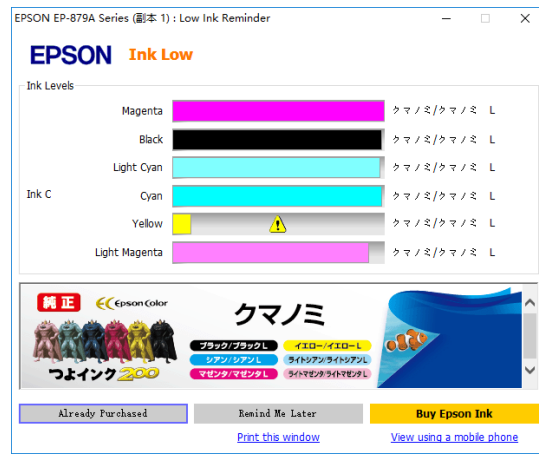 EPSON EP-879A Series (副本 1) : Low Ink Reminder
EPSON Ink Low
Ink Levels
Magenta クマノミ/クマノミ L
Black クマノミ/クマノミ L
Light Cyan クマノミ/クマノミ L
Ink C Cyan クマノミ/クマノミ L
Yellow クマノミ/クマノミ L
Light Magenta クマノミ/クマノミ L
純正 EC Epson Color
つよインク200
クマノミ
ブラック/ブラックL イエロー/イエローL
シアン/シアンL ライトシアン/ライトシアンL
マゼンタ/マゼンタL ライトマゼンタ/ライトマゼンタL
Already Purchased Remind Me Later Buy Epson Ink
Print this window View using a mobile phone